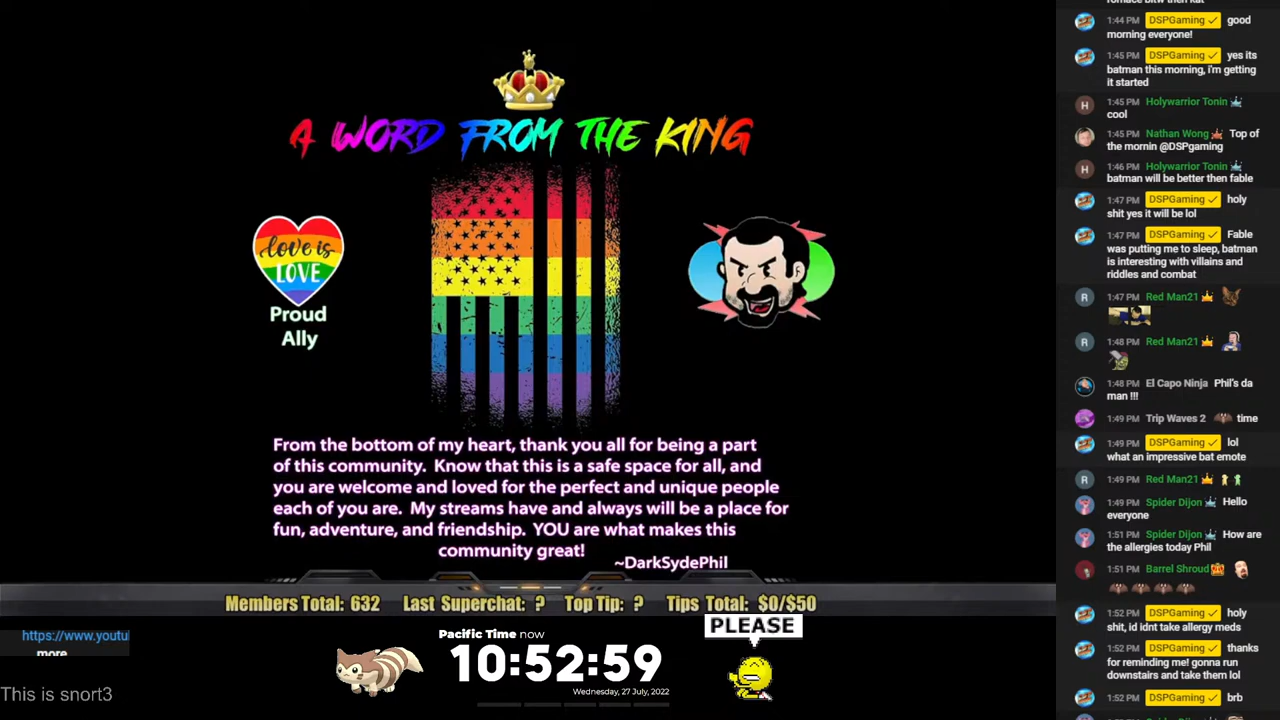 A WORD FROM THE KING
love is
LOVE
Proud
Ally
From the bottom of my heart, thank you all for being a part
of this community. Know that this is a safe space for all, and
you are welcome and loved for the perfect and unique people
each of you are. My streams have and always will be a place for
fun, adventure, and friendship. YOU are what makes this
community great!
~DarkSydePhil
Members Total: 632 Last Superchat: ? Top Tip: ? Tips Total: $0/$50
https://www.youtu
more
This is snort3
Pacific Time now
10:52:59
Wednesday, 27 July, 2022
PLEASE
1:44 PM DSPGaming ✓ good
morning everyone!
1:45 PM DSPGaming ✓ yes its
batman this morning, i'm getting
it started
H 1:45 PM Holywarrior Tonin
cool
1:45 PM Nathan Wong Top of
the mornin @DSPgaming
H 1:46 PM Holywarrior Tonin
batman will be better then fable
1:47 PM DSPGaming ✓ holy
shit yes it will be lol
1:47 PM DSPGaming ✓ Fable
was putting me to sleep, batman
is interesting with villains and
riddles and combat
R 1:47 PM Red Man21
R 1:48 PM Red Man21
1:48 PM El Capo Ninja Phil's da
man !!!
1:49 PM Trip Waves 2 time
1:49 PM DSPGaming ✓ lol
what an impressive bat emote
R 1:49 PM Red Man21
1:49 PM Spider Dijon Hello
everyone
1:51 PM Spider Dijon How are
the allergies today Phil
1:51 PM Barrel Shroud
1:52 PM DSPGaming ✓ holy
shit, id idnt take allergy meds
1:52 PM DSPGaming ✓ thanks
for reminding me! gonna run
downstairs and take them lol
1:52 PM DSPGaming ✓ brb